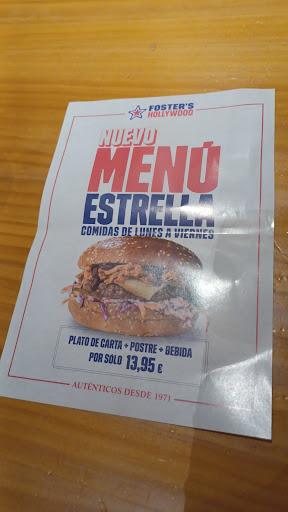 FOSTER'S
HOLLYWOOD
NUEVO
MENÚ
ESTRELLA
COMIDAS DE LUNES A VIERNES
PLATO DE CARTA + POSTRE + BEBIDA
POR SOLO 13,95 €
AUTÉNTICOS DESDE 1971